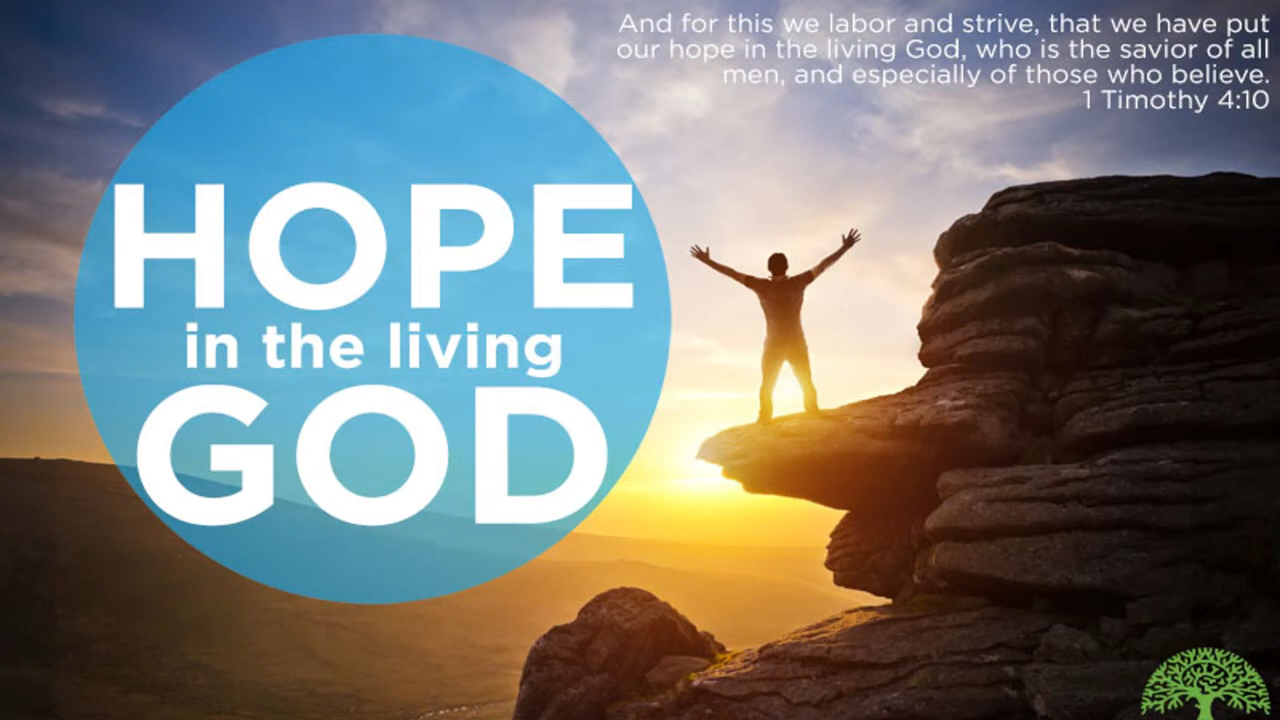 And for this we labor and strive, that we have put
our hope in the living God, who is the savior of all
men, and especially of those who believe.
1 Timothy 4:10
HOPE
in the living
GOD